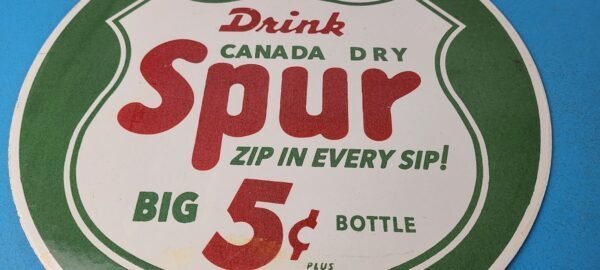 Drink
CANADA DRY
Spur
ZIP IN EVERY SIP!
BIG 5¢ BOTTLE
PLUS